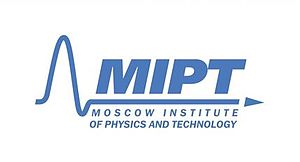 MIPT
MOSCOW INSTITUTE
OF PHYSICS AND TECHNOLOGY